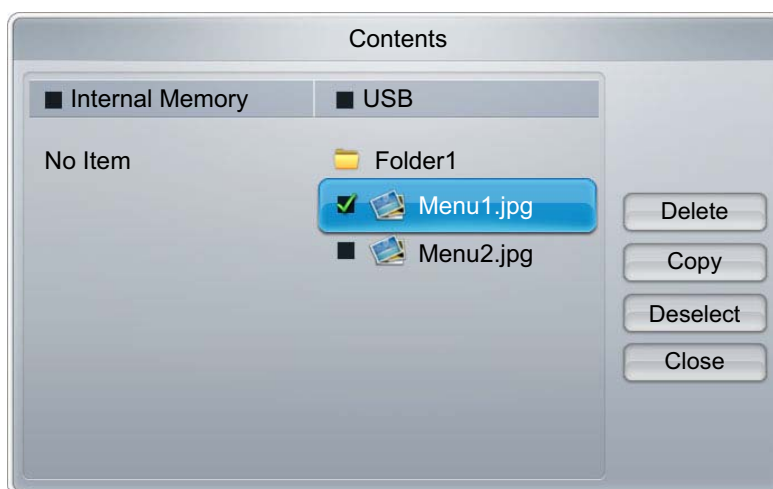 Contents
Internal Memory
USB
No Item
Folder1
Menu1.jpg
Menu2.jpg
Delete
Copy
Deselect
Close